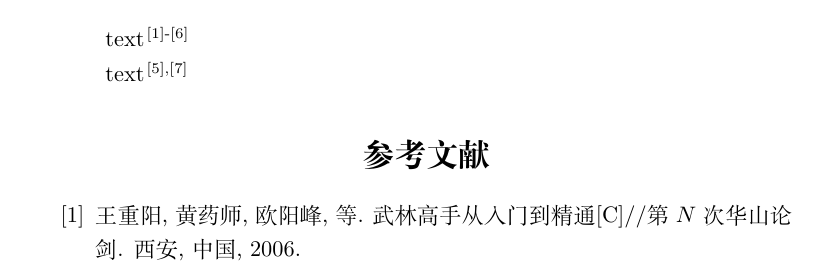 text[1]-[6]
text[5],[7]
参考文献
[1] 王重阳, 黄药师, 欧阳峰, 等. 武林高手从入门到精通[C]//第 N 次华山论
剑. 西安, 中国, 2006.